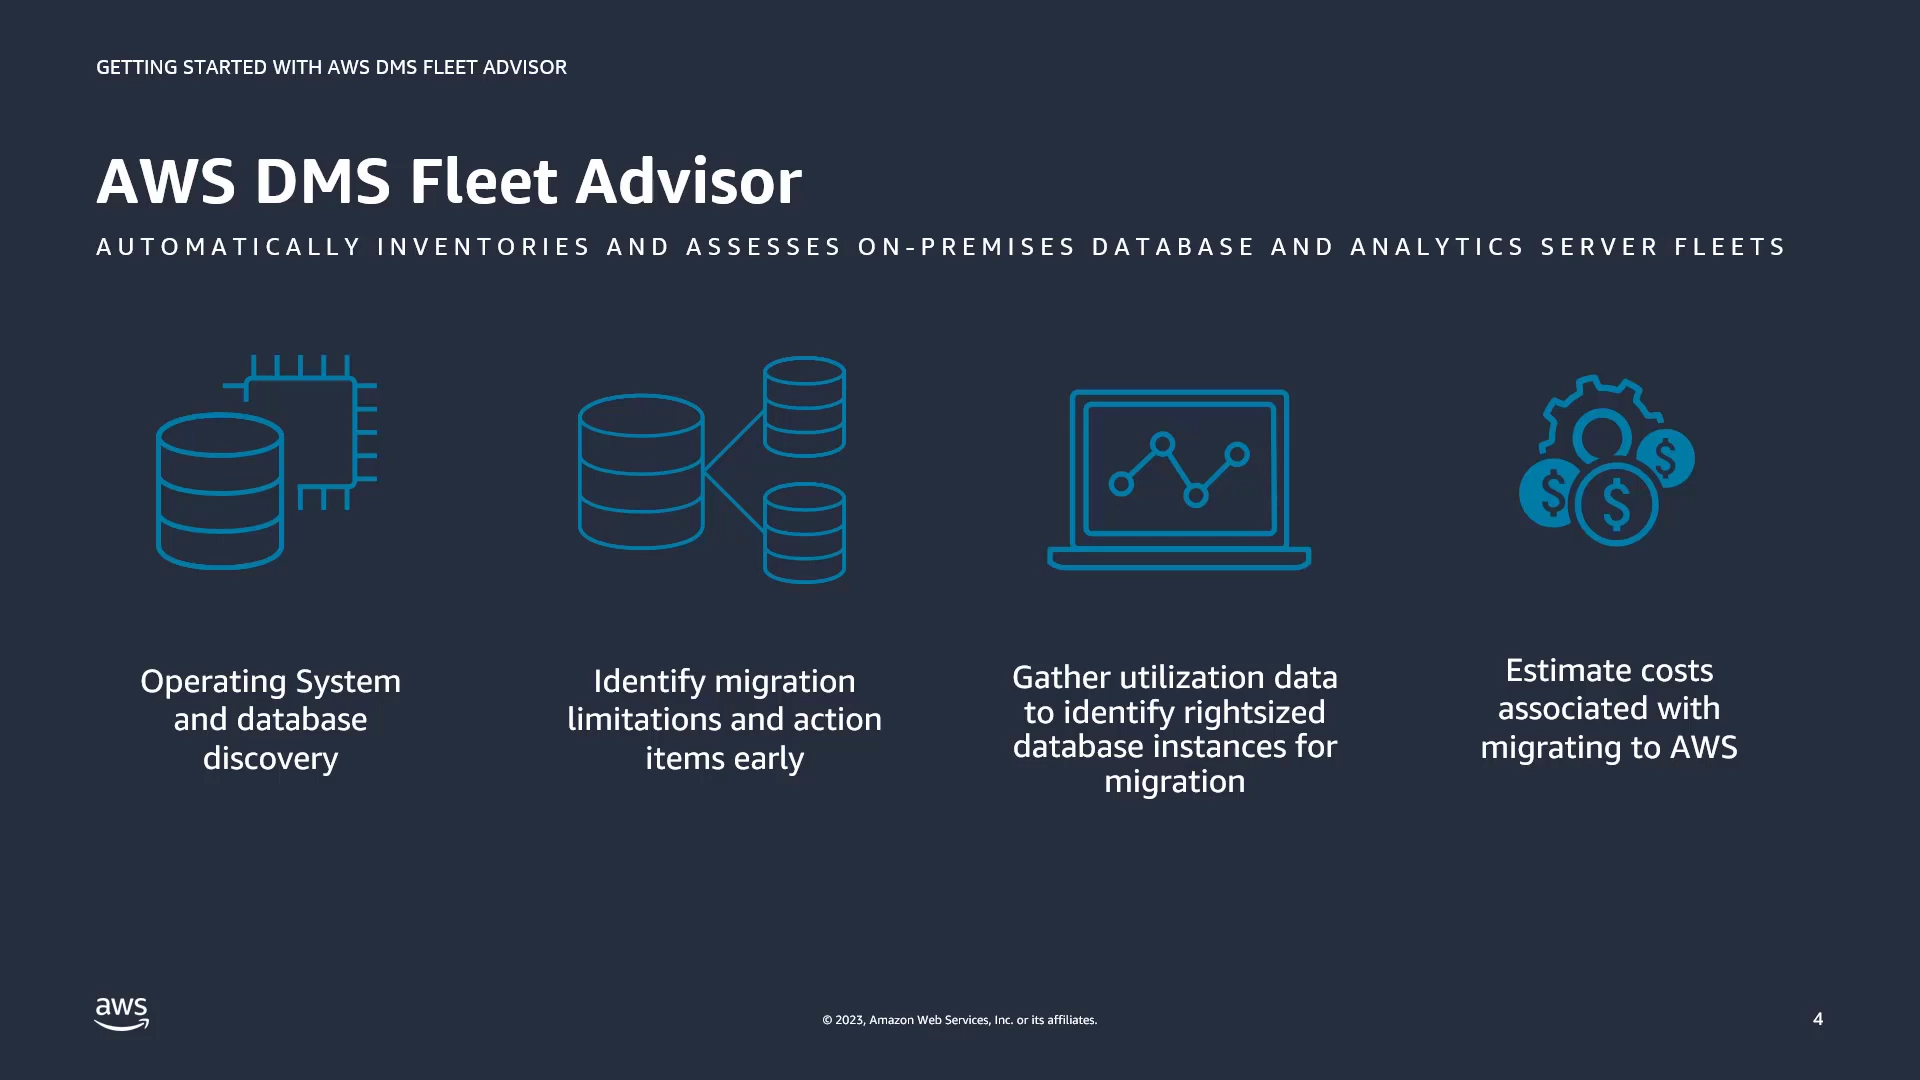 GETTING STARTED WITH AWS DMS FLEET ADVISOR
AWS DMS Fleet Advisor
AUTOMATICALLY INVENTORIES AND ASSESSES ON-PREMISES DATABASE AND ANALYTICS SERVER FLEETS
$
$
$
Operating System
and database
discovery
Identify migration
limitations and action
items early
Gather utilization data
to identify rightsized
database instances for
migration
Estimate costs
associated with
migrating to AWS
aws
© 2023, Amazon Web Services, Inc. or its affiliates.
4